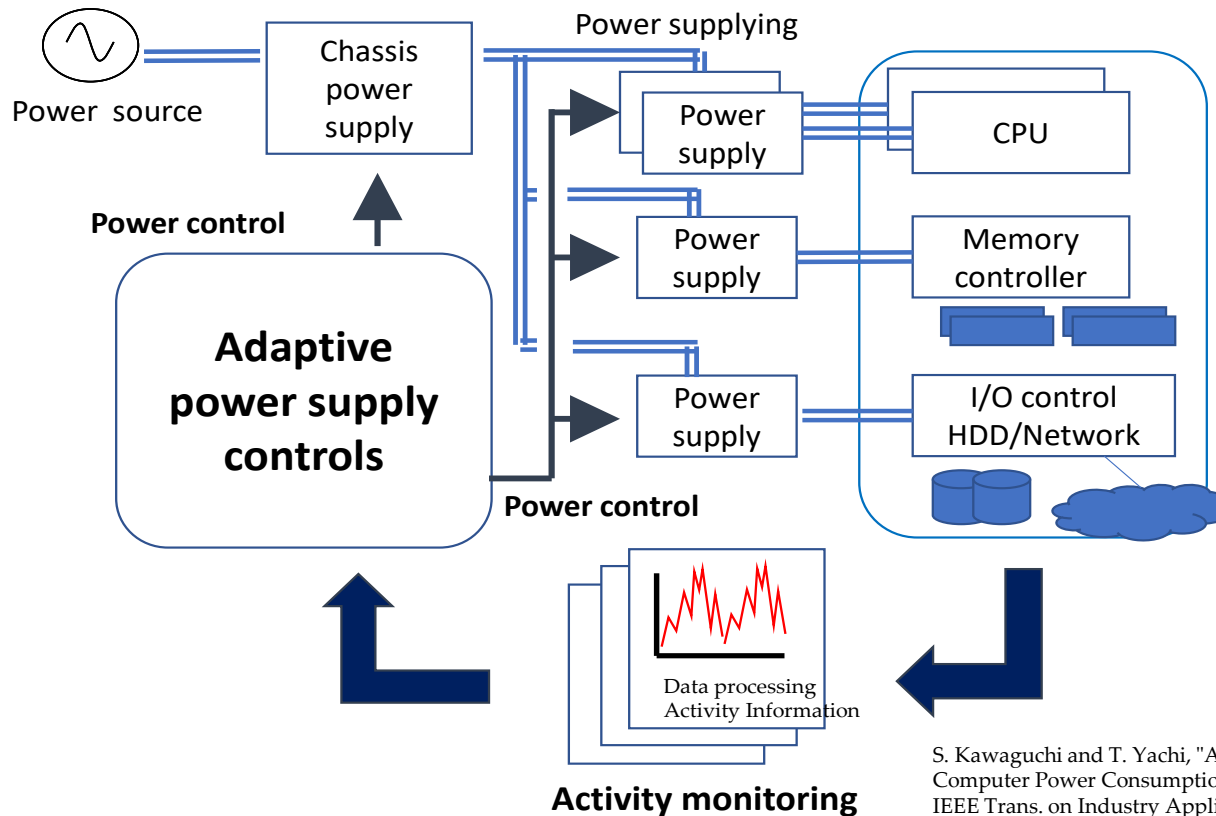 Power source
Chassis
power
supply
Power supplying
Power
supply
CPU
Power control
Power
supply
Memory
controller
Adaptive
power supply
controls
Power
supply
I/O control
HDD/Network
Power control
Data processing
Activity Information
Activity monitoring
S. Kawaguchi and T. Yachi, "A
Computer Power Consumptio
IEEE Trans. on Industry Appli